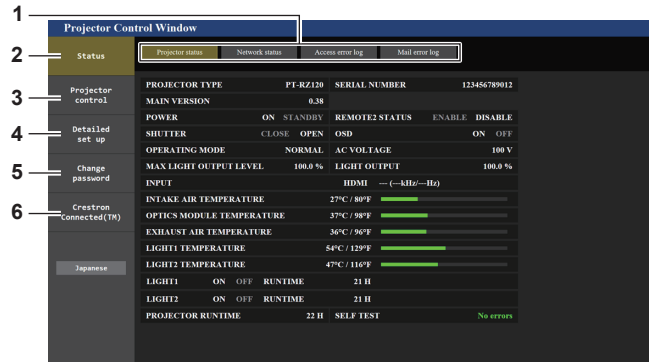 1
Projector Control Window
2 Status
Projector status Network status Access error log Mail error log
3 Projector control
4 Detailed set up
5 Change password
6 Crestron Connected(TM)
Japanese
PROJECTOR TYPE PT-RZ120 SERIAL NUMBER 123456789012
MAIN VERSION 0.38
POWER ON STANDBY REMOTE2 STATUS ENABLE DISABLE
SHUTTER CLOSE OPEN OSD ON OFF
OPERATING MODE NORMAL AC VOLTAGE 100 V
MAX LIGHT OUTPUT LEVEL 100.0 % LIGHT OUTPUT 100.0 %
INPUT HDMI --- (---kHz/---Hz)
INTAKE AIR TEMPERATURE 27°C / 80°F
OPTICS MODULE TEMPERATURE 37°C / 98°F
EXHAUST AIR TEMPERATURE 36°C / 96°F
LIGHT1 TEMPERATURE 54°C / 129°F
LIGHT2 TEMPERATURE 47°C / 116°F
LIGHT1 ON OFF RUNTIME 21 H
LIGHT2 ON OFF RUNTIME 21 H
PROJECTOR RUNTIME 22 H SELF TEST No errors